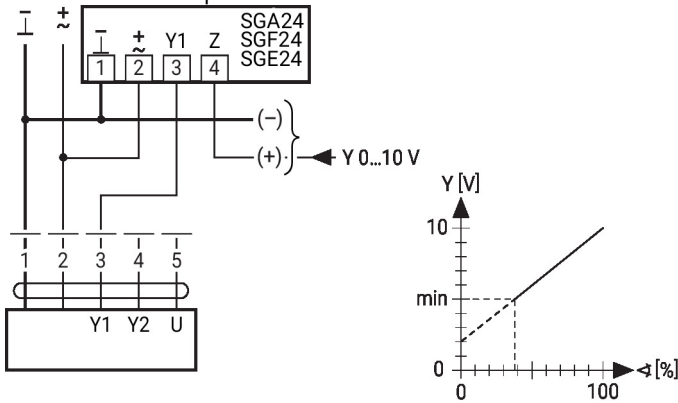 ⊥ + ~
SGA24
SGF24
SGE24
⊥ + ~ Y1 Z
1 2 3 4
(–)
(+) Y 0...10 V
1 2 3 4 5
Y1 Y2 U
Y [V]
10
min
0
0 100
∢ [%]